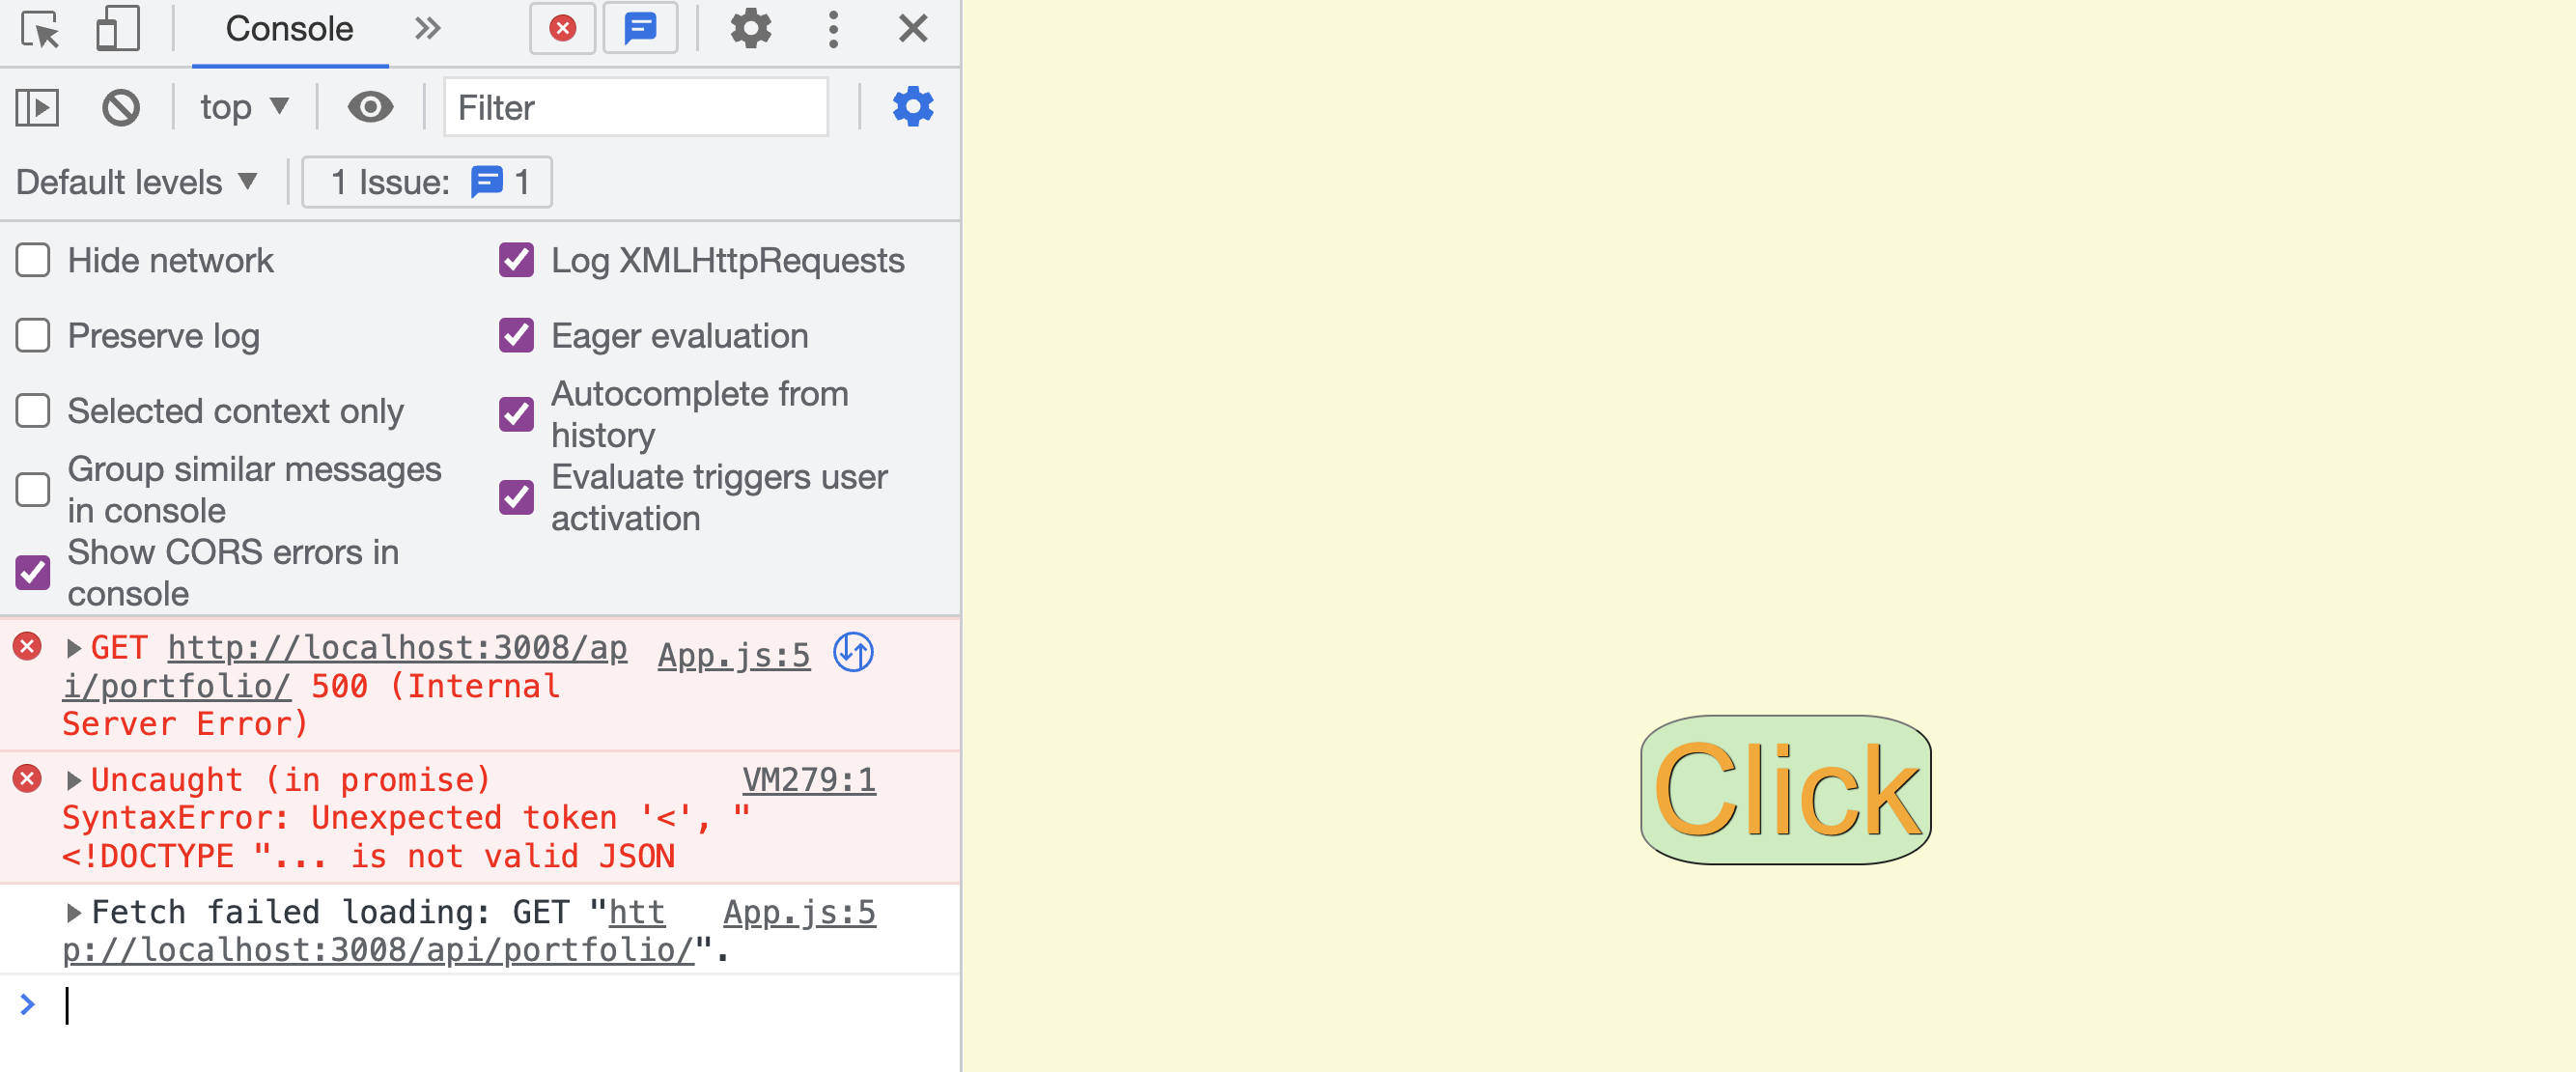 Console
top
Filter
Default levels
1 Issue: 1
Hide network
Log XMLHttpRequests
Preserve log
Eager evaluation
Selected context only
Autocomplete from
history
Group similar messages
in console
Evaluate triggers user
activation
Show CORS errors in
console
GET http://localhost:3008/ap App.js:5
i/portfolio/ 500 (Internal
Server Error)
Uncaught (in promise) VM279:1
SyntaxError: Unexpected token '<', "
<!DOCTYPE "... is not valid JSON
Fetch failed loading: GET "htt App.js:5
p://localhost:3008/api/portfolio/".
Click